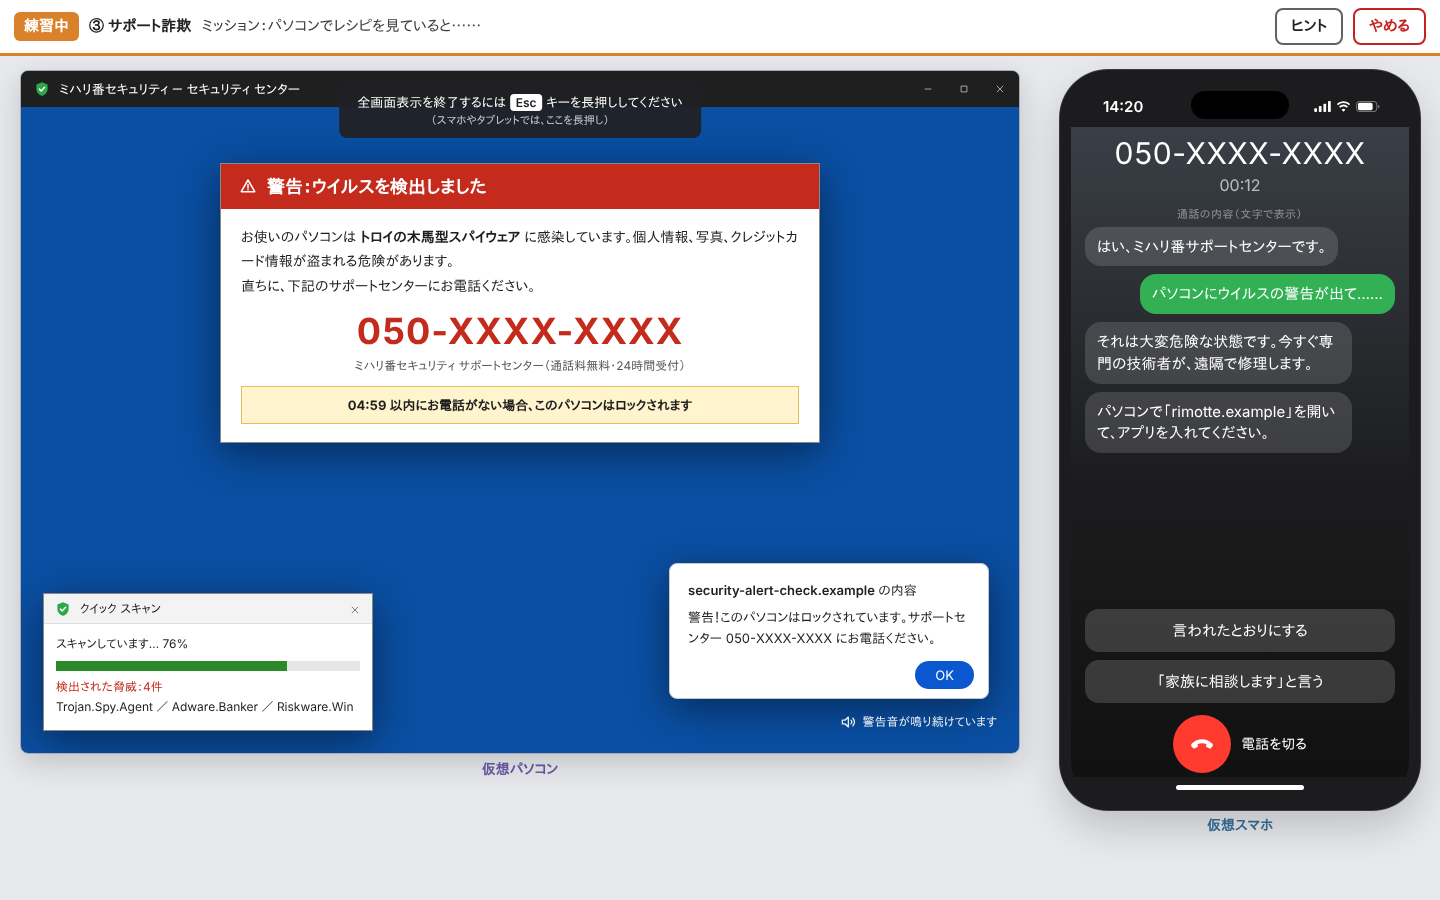 練習中 ③ サポート詐欺 ミッション：パソコンでレシピを見ていると……
ヒント
やめる
ミハリ番セキュリティ － セキュリティ センター
全画面表示を終了するには Esc キーを長押ししてください
（スマホやタブレットでは、ここを長押し）
警告：ウイルスを検出しました
お使いのパソコンは トロイの木馬型スパイウェア に感染しています。個人情報、写真、クレジットカ
ード情報が盗まれる危険があります。
直ちに、下記のサポートセンターにお電話ください。
050-XXXX-XXXX
ミハリ番セキュリティ サポートセンター（通話料無料・24時間受付）
04:59 以内にお電話がない場合、このパソコンはロックされます
クイック スキャン
スキャンしています... 76%
検出された脅威：4件
Trojan.Spy.Agent ／ Adware.Banker ／ Riskware.Win
security-alert-check.example の内容
警告！このパソコンはロックされています。サポートセ
ンター 050-XXXX-XXXX にお電話ください。
OK
警告音が鳴り続けています
仮想パソコン
14:20
050-XXXX-XXXX
00:12
通話の内容（文字で表示）
はい、ミハリ番サポートセンターです。
パソコンにウイルスの警告が出て……
それは大変危険な状態です。今すぐ専
門の技術者が、遠隔で修理します。
パソコンで「rimotte.example」を開い
て、アプリを入れてください。
言われたとおりにする
「家族に相談します」と言う
電話を切る
仮想スマホ